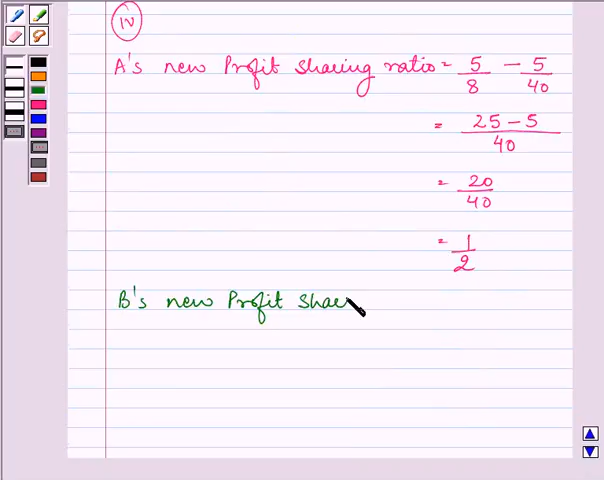 iv
A's new Profit sharing ratio = 5/8 - 5/40
= 25 - 5/40
= 20/40
= 1/2
B's new Profit shar